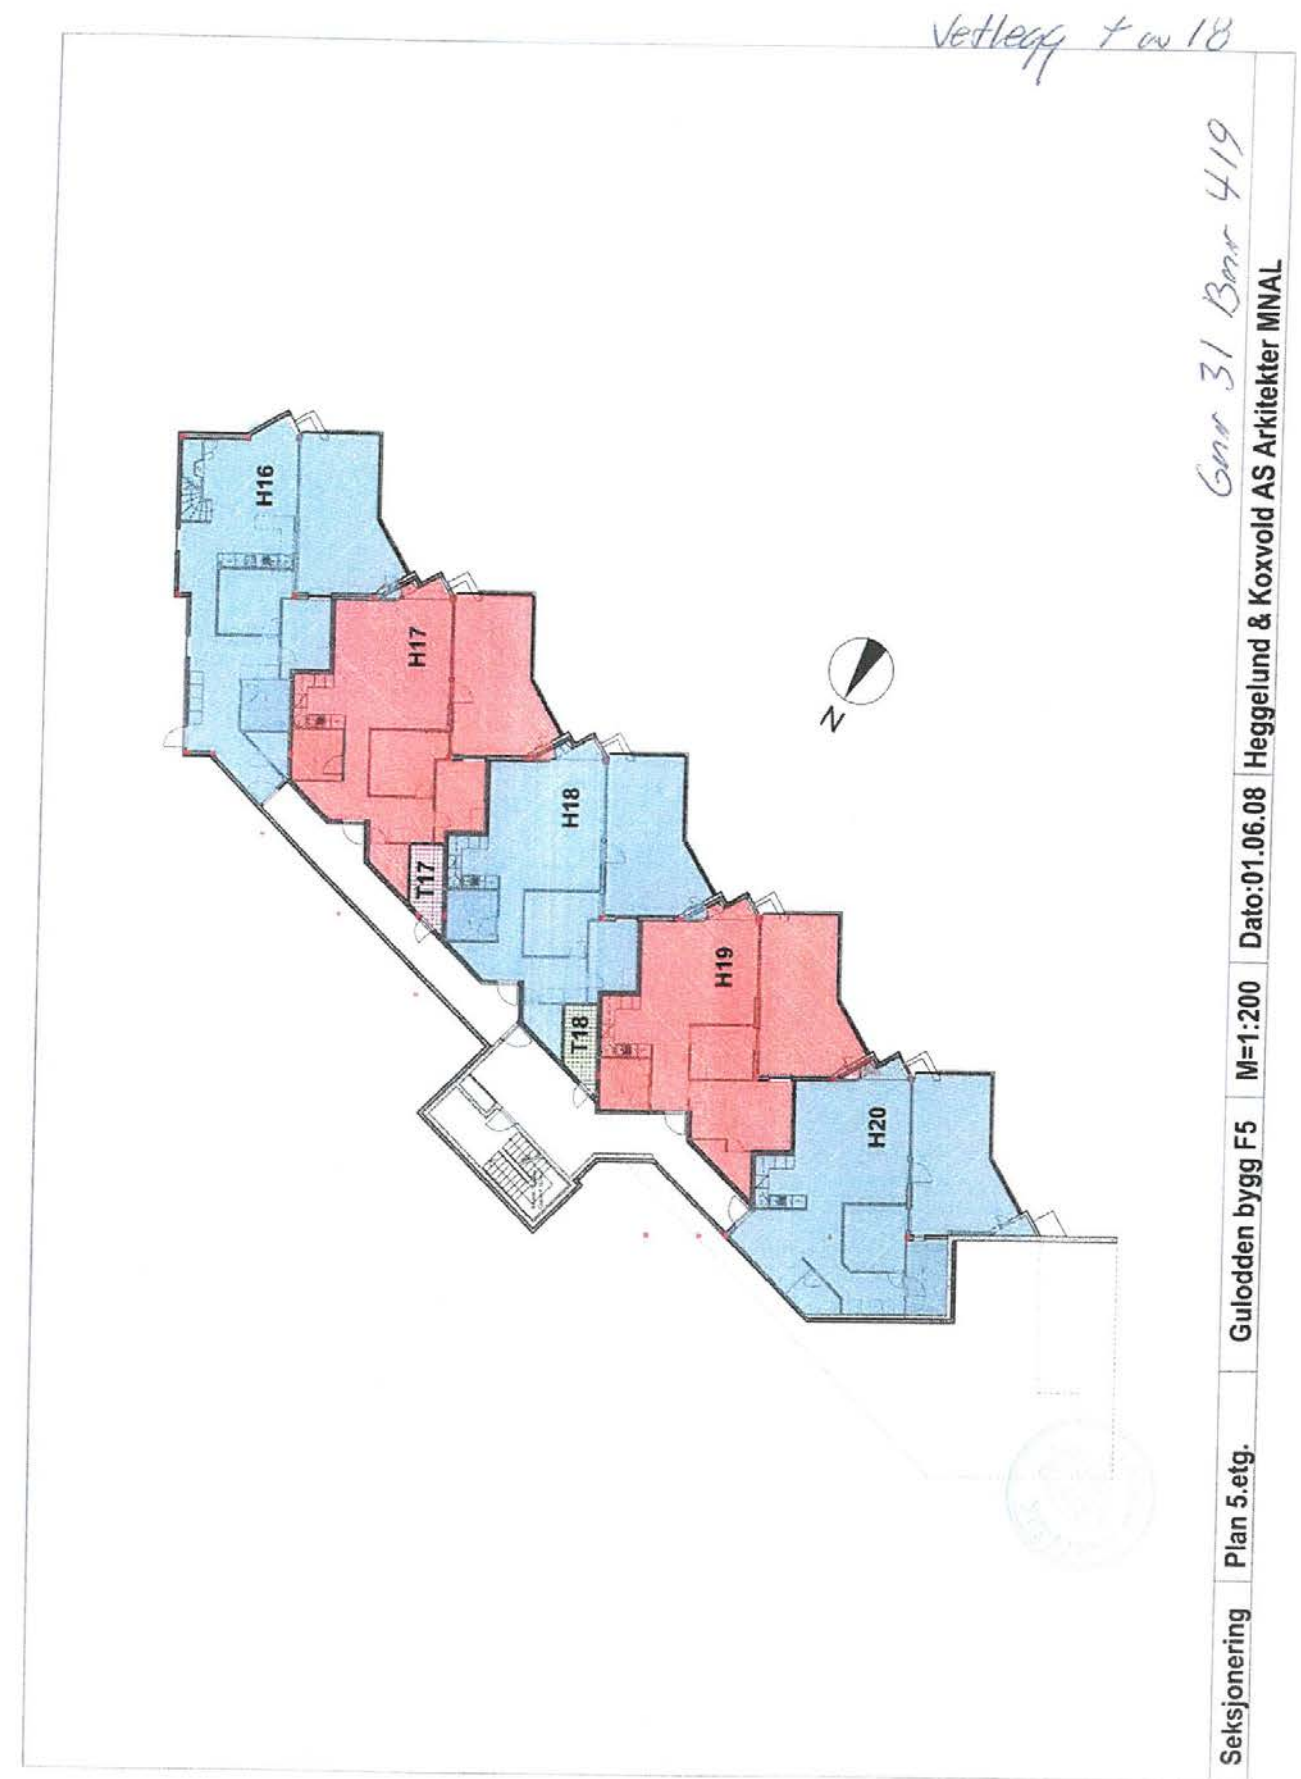 Vedlegg 7 av 18
Gnr 31 Bnr 419
H16
H17
T17
H18
T18
H19
H20
N
Seksjonering
Plan 5.etg.
Gulodden bygg F5
M=1:200
Dato:01.06.08
Heggelund & Koxvold AS Arkitekter MNAL